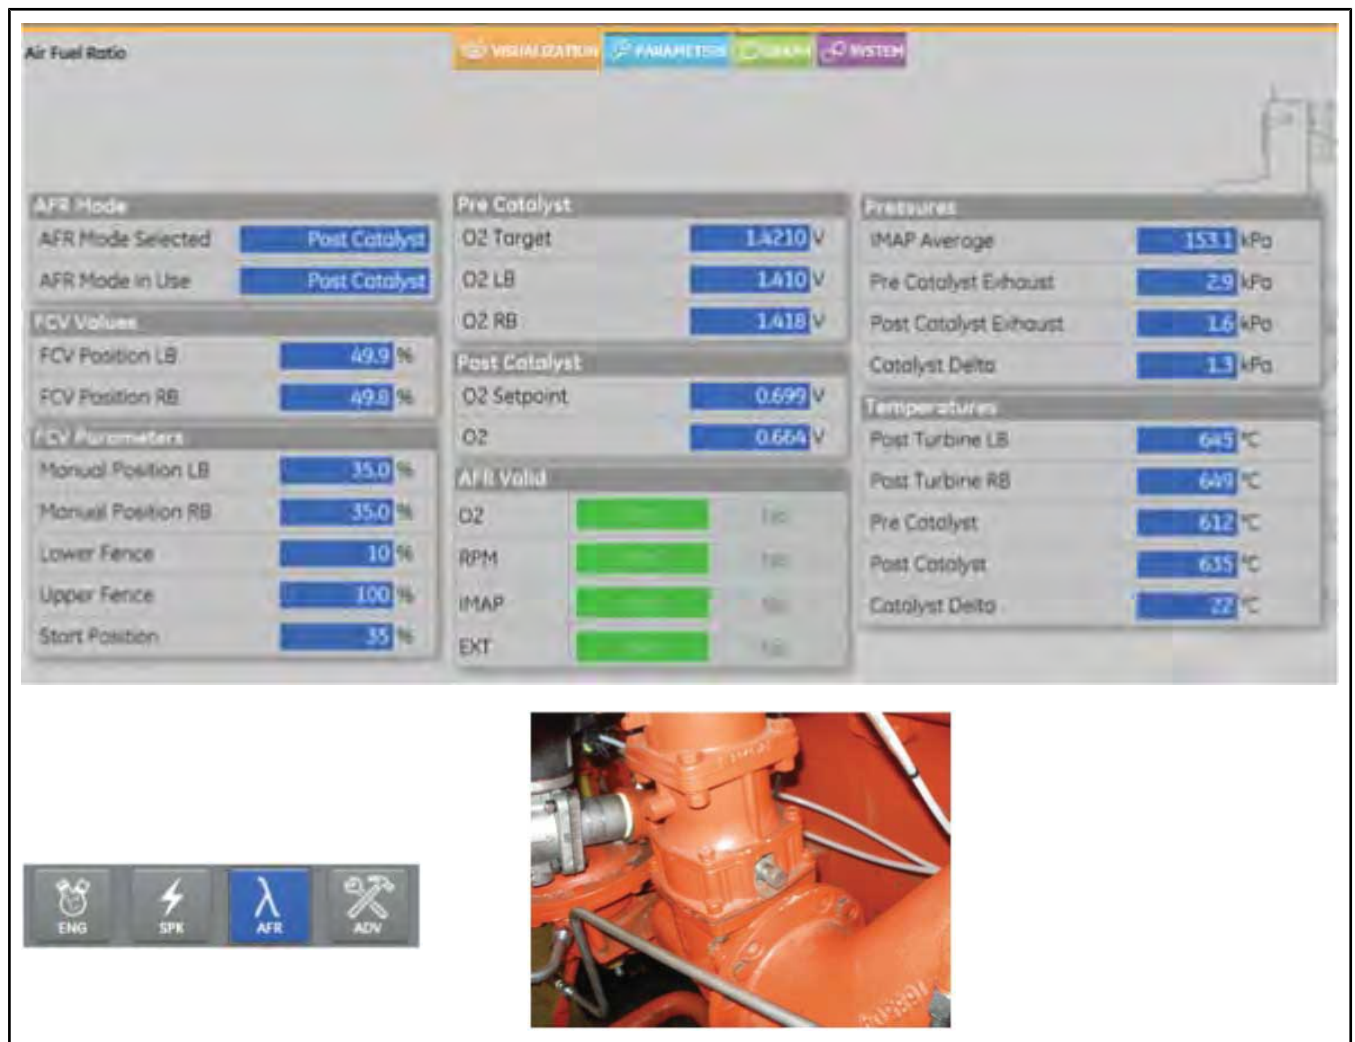 Air Fuel Ratio
VISUALIZATION PARAMETERS GRAPH SYSTEM
AFR Mode
AFR Mode Selected Post Catalyst
AFR Mode in Use Post Catalyst
FCV Values
FCV Position LB 49.9 %
FCV Position RB 49.8 %
FCV Parameters
Manual Position LB 35.0 %
Manual Position RB 35.0 %
Lower Fence 10 %
Upper Fence 100 %
Start Position 35 %
Pre Catalyst
O2 Target 1.4210 V
O2 LB 1.410 V
O2 RB 1.418 V
Post Catalyst
O2 Setpoint 0.699 V
O2 0.664 V
AFR Valid
O2 No
RPM No
IMAP No
EXT No
Pressures
IMAP Average 153.1 kPa
Pre Catalyst Exhaust 2.9 kPa
Post Catalyst Exhaust 1.6 kPa
Catalyst Delta 1.3 kPa
Temperatures
Post Turbine LB 645 °C
Post Turbine RB 649 °C
Pre Catalyst 612 °C
Post Catalyst 635 °C
Catalyst Delta 22 °C
ENG SPK λ AFR ADV